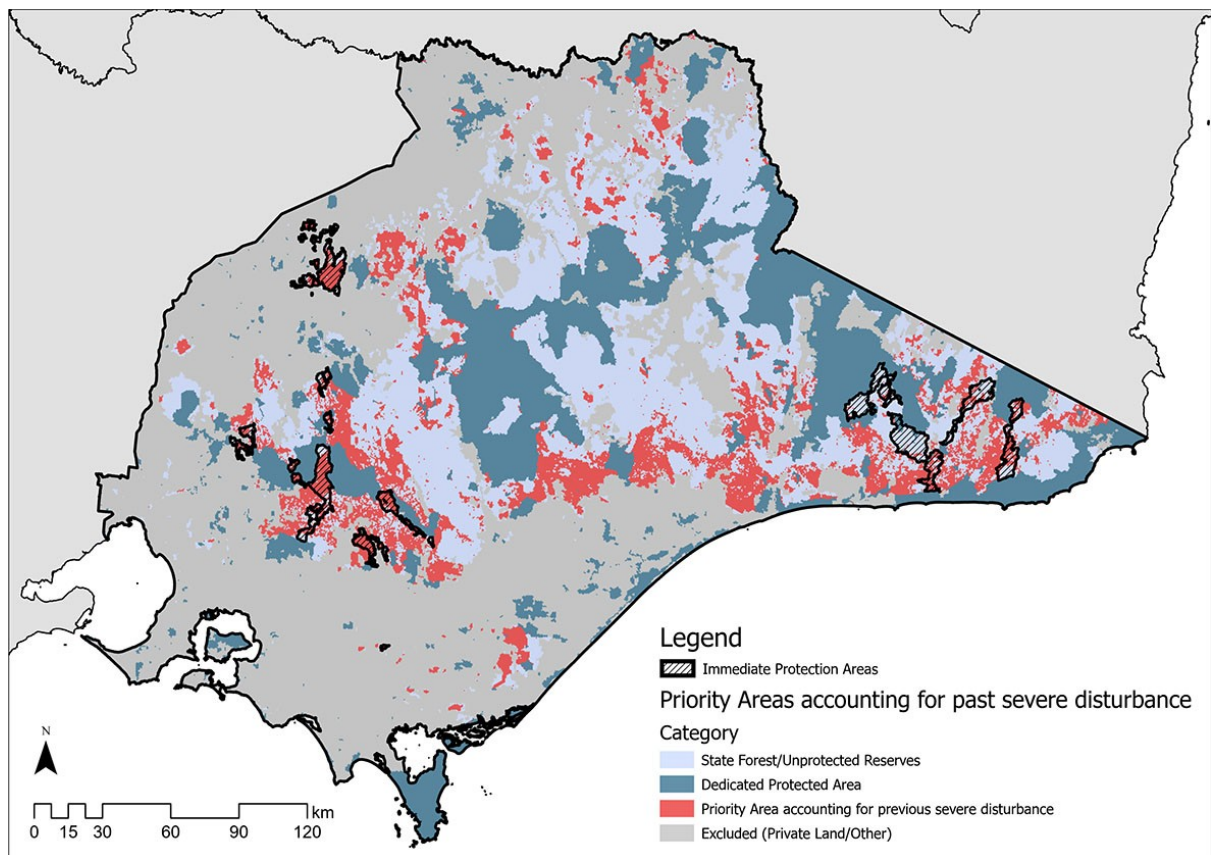 Legend
Immediate Protection Areas
Priority Areas accounting for past severe disturbance
Category
State Forest/Unprotected Reserves
Dedicated Protected Area
Priority Area accounting for previous severe disturbance
Excluded (Private Land/Other)
N
km
0 15 30 60 90 120